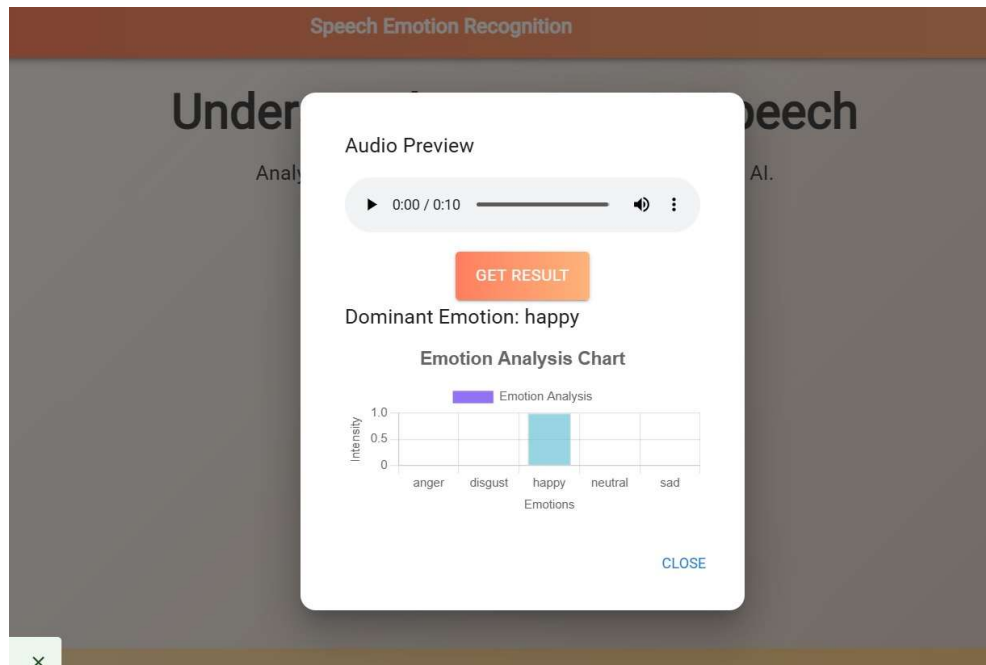 Speech Emotion Recognition
Under peech
Analy AI.
Audio Preview
0:00 / 0:10
GET RESULT
Dominant Emotion: happy
Emotion Analysis Chart
Emotion Analysis
1.0
Intensity
0.5
0
anger disgust happy neutral sad
Emotions
CLOSE